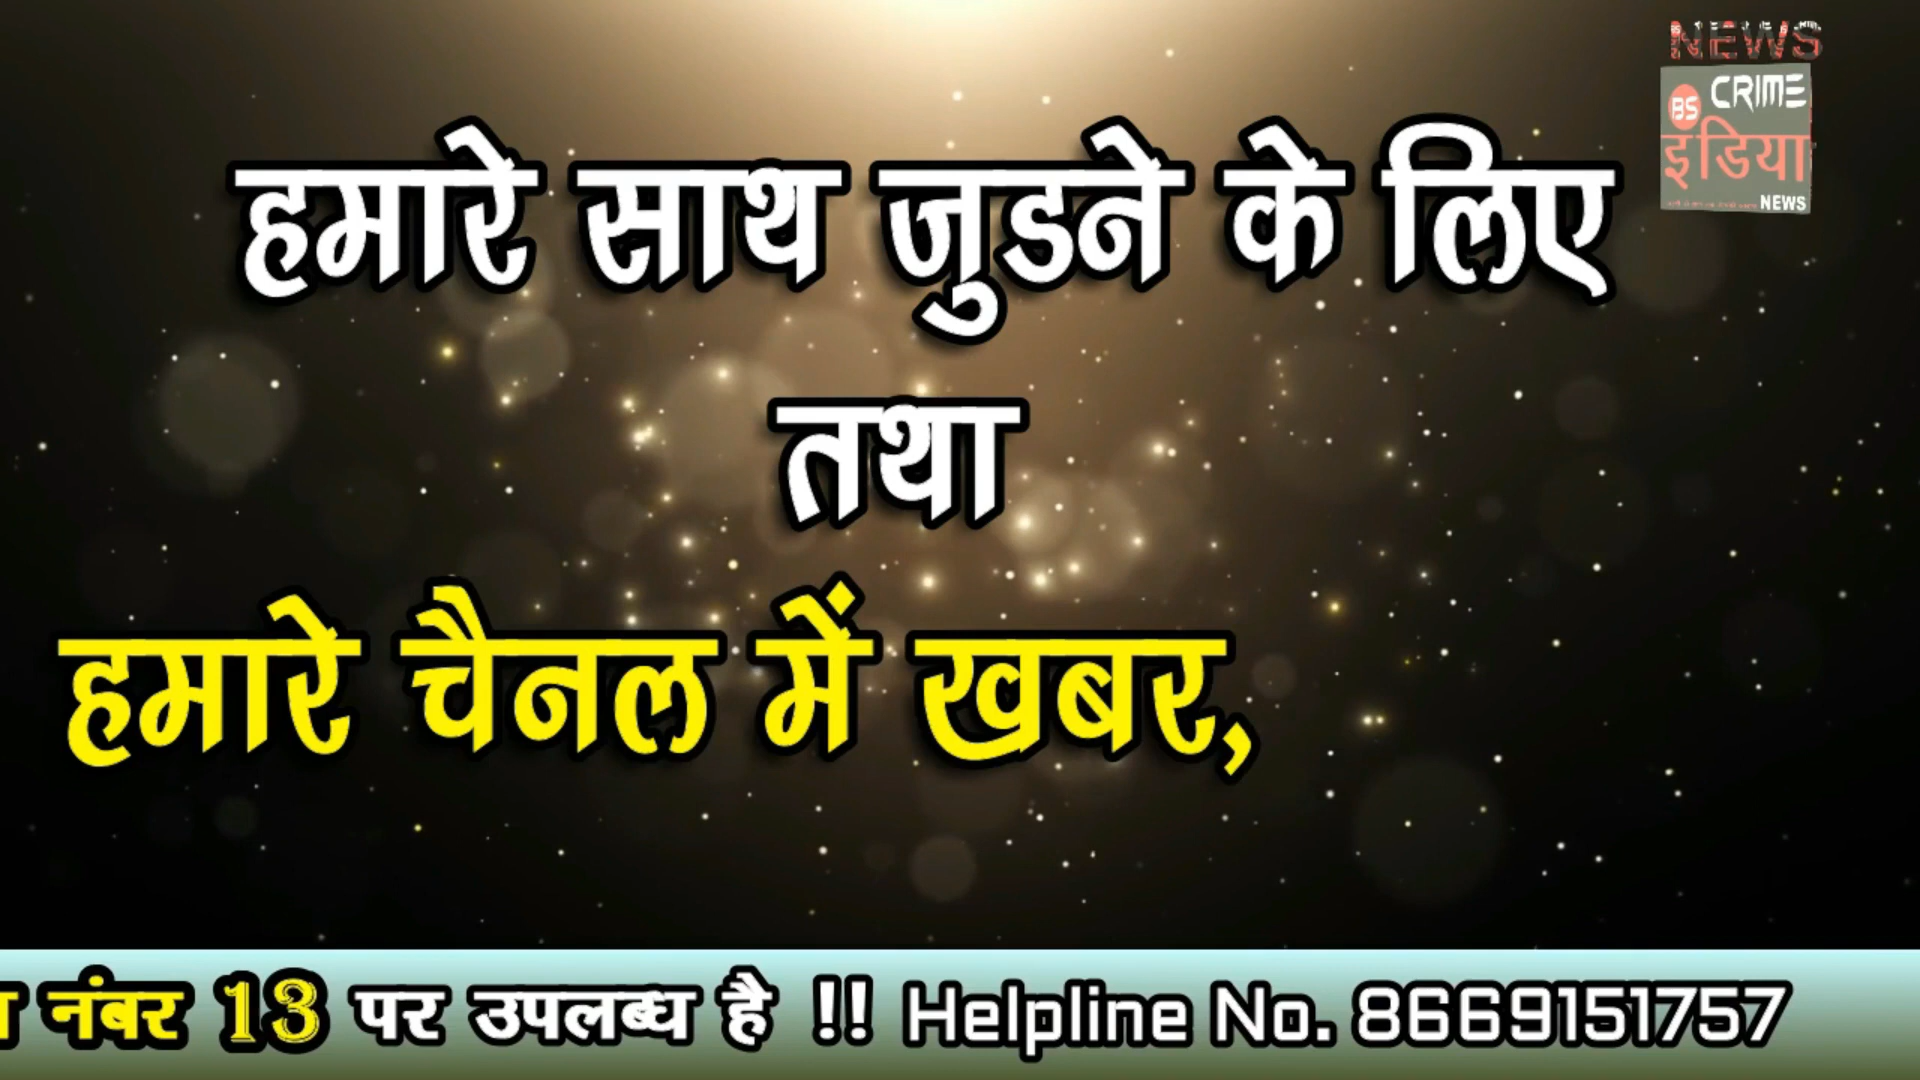 NEWS
BS CRIME
इंडिया
NEWS
हमारे साथ जुडने के लिए
तथा
हमारे चैनल में खबर,
नंबर 13 पर उपलब्ध है !! Helpline No. 8669151757